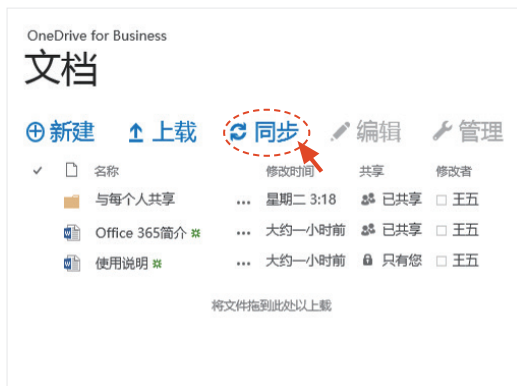 OneDrive for Business
文档
新建 上载 同步 编辑 管理
名称 修改时间 共享 修改者
与每个人共享 ... 星期二 3:18 已共享 王五
Office 365简介 ... 大约一小时前 已共享 王五
使用说明 ... 大约一小时前 只有您 王五
将文件拖到此处以上载